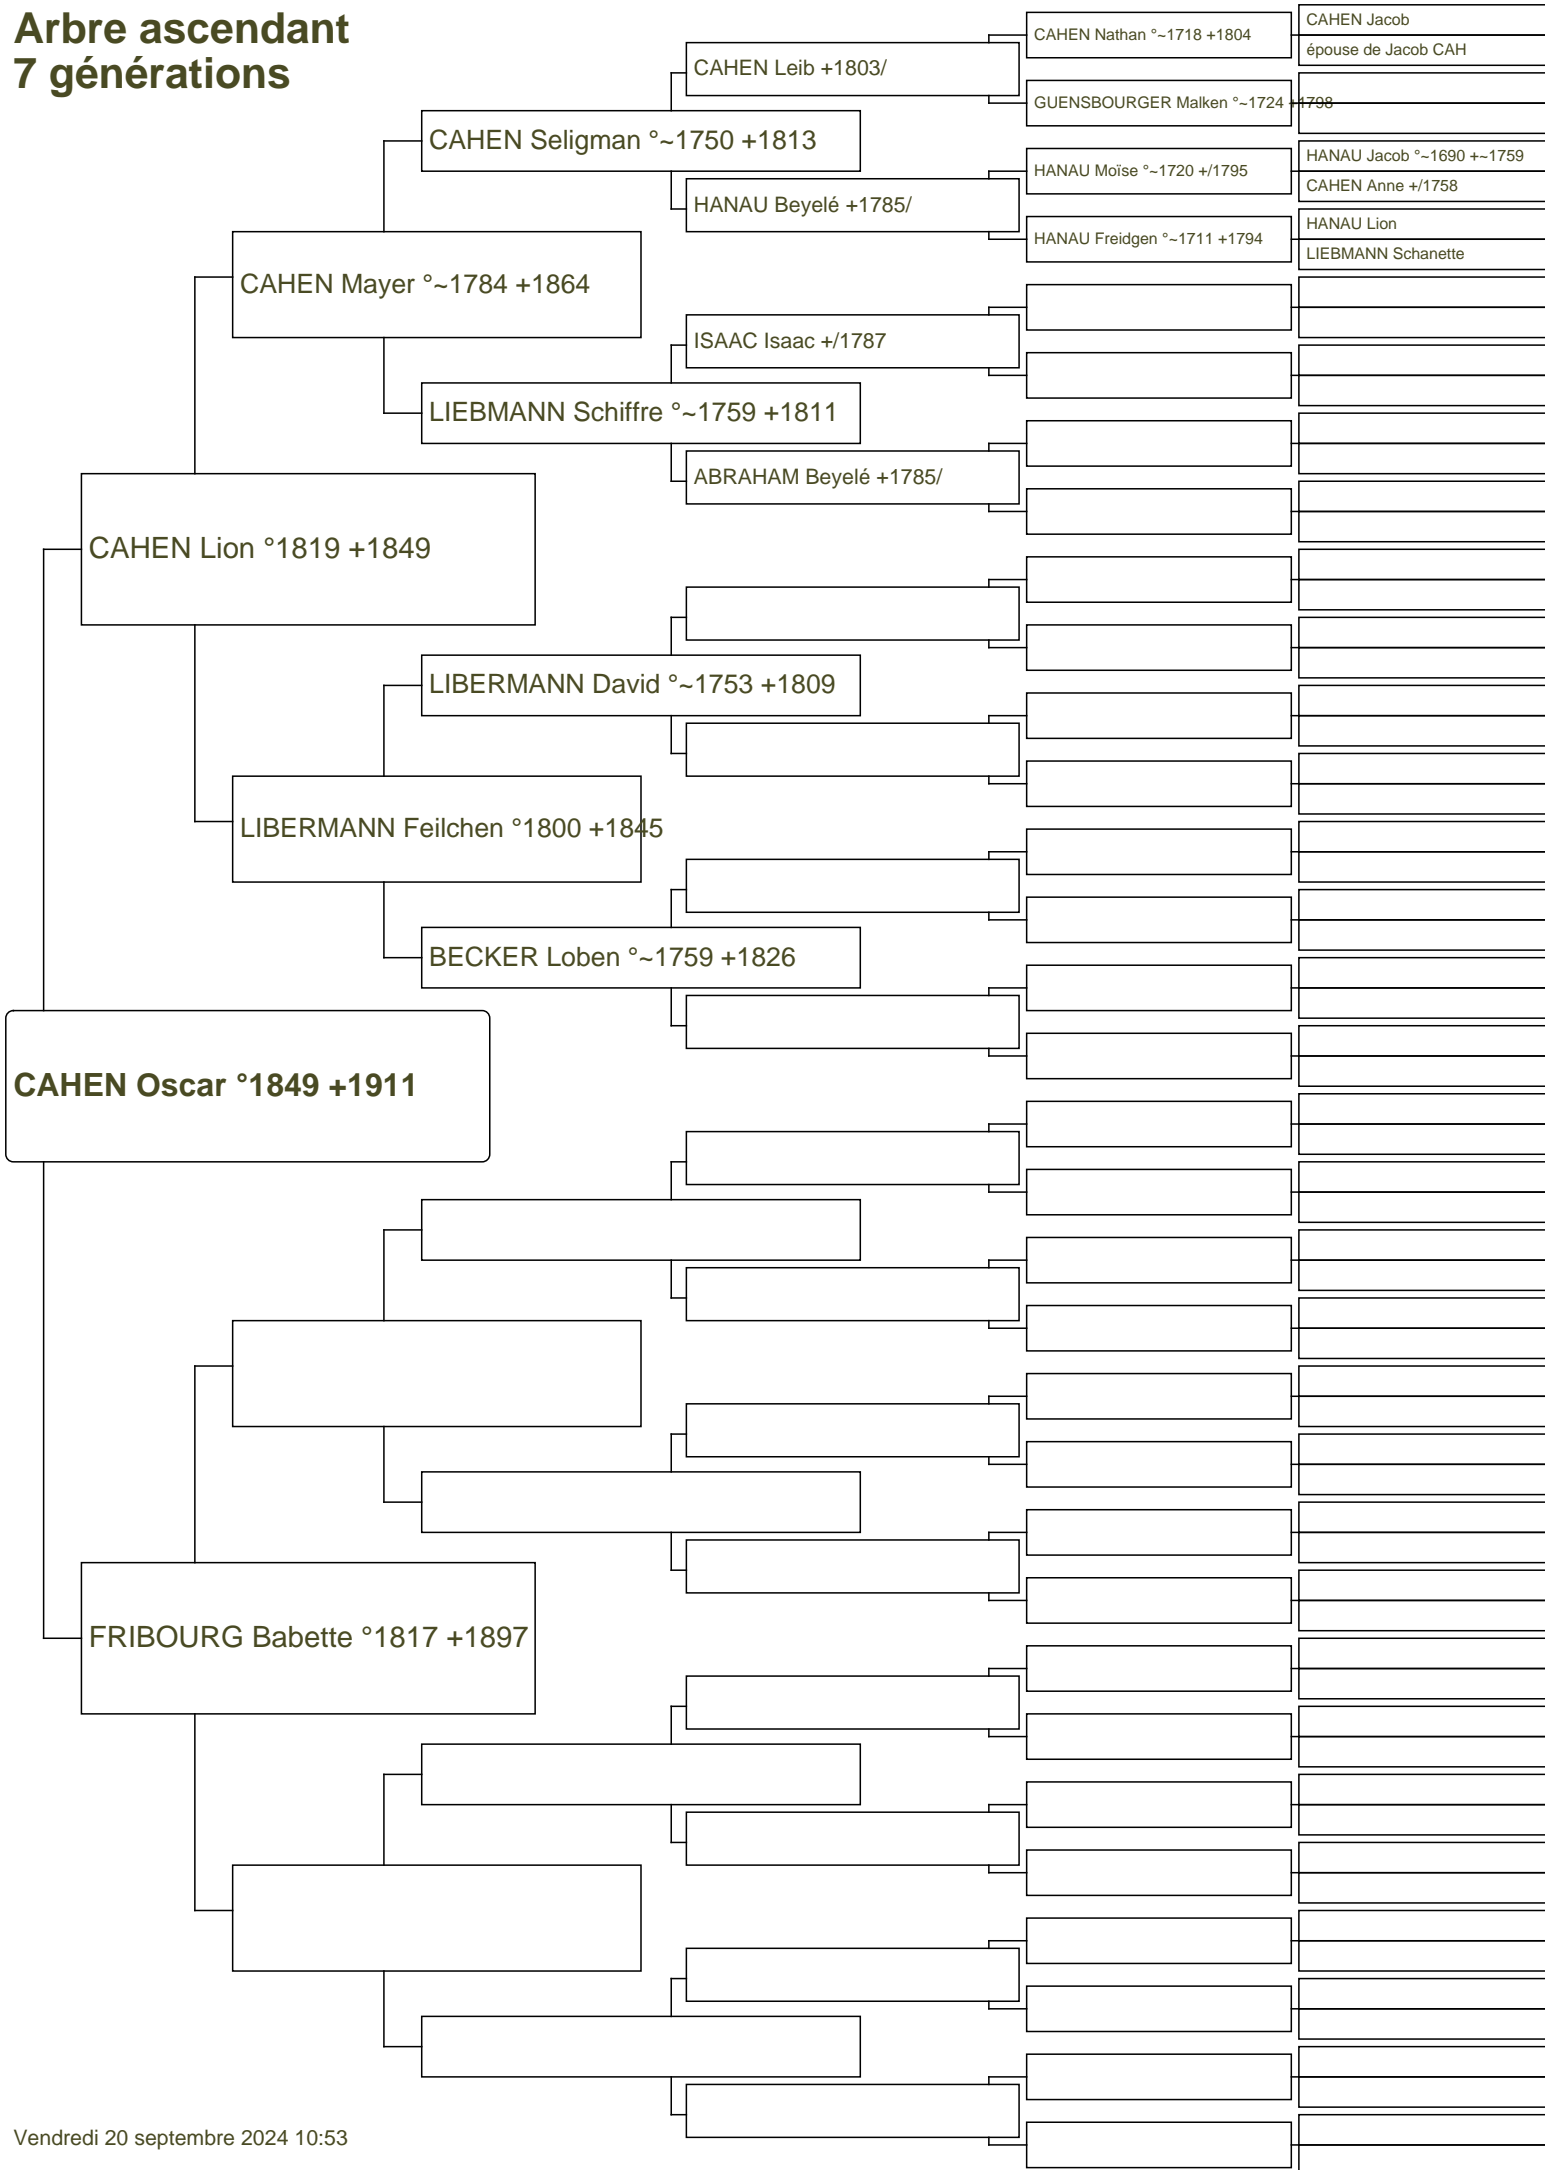 Arbre ascendant
7 générations
CAHEN Oscar °1849 +1911
CAHEN Lion °1819 +1849
FRIBOURG Babette °1817 +1897
CAHEN Mayer °~1784 +1864
LIBERMANN Feilchen °1800 +1845
CAHEN Seligman °~1750 +1813
LIEBMANN Schiffre °~1759 +1811
LIBERMANN David °~1753 +1809
BECKER Loben °~1759 +1826
CAHEN Leib +1803/
HANAU Beyelé +1785/
ISAAC Isaac +/1787
ABRAHAM Beyelé +1785/
CAHEN Nathan °~1718 +1804
GUENSBOURGER Malken °~1724 +1798
HANAU Moïse °~1720 +/1795
HANAU Freidgen °~1711 +1794
CAHEN Jacob
épouse de Jacob CAH
HANAU Jacob °~1690 +~1759
CAHEN Anne +/1758
HANAU Lion
LIEBMANN Schanette
Vendredi 20 septembre 2024 10:53